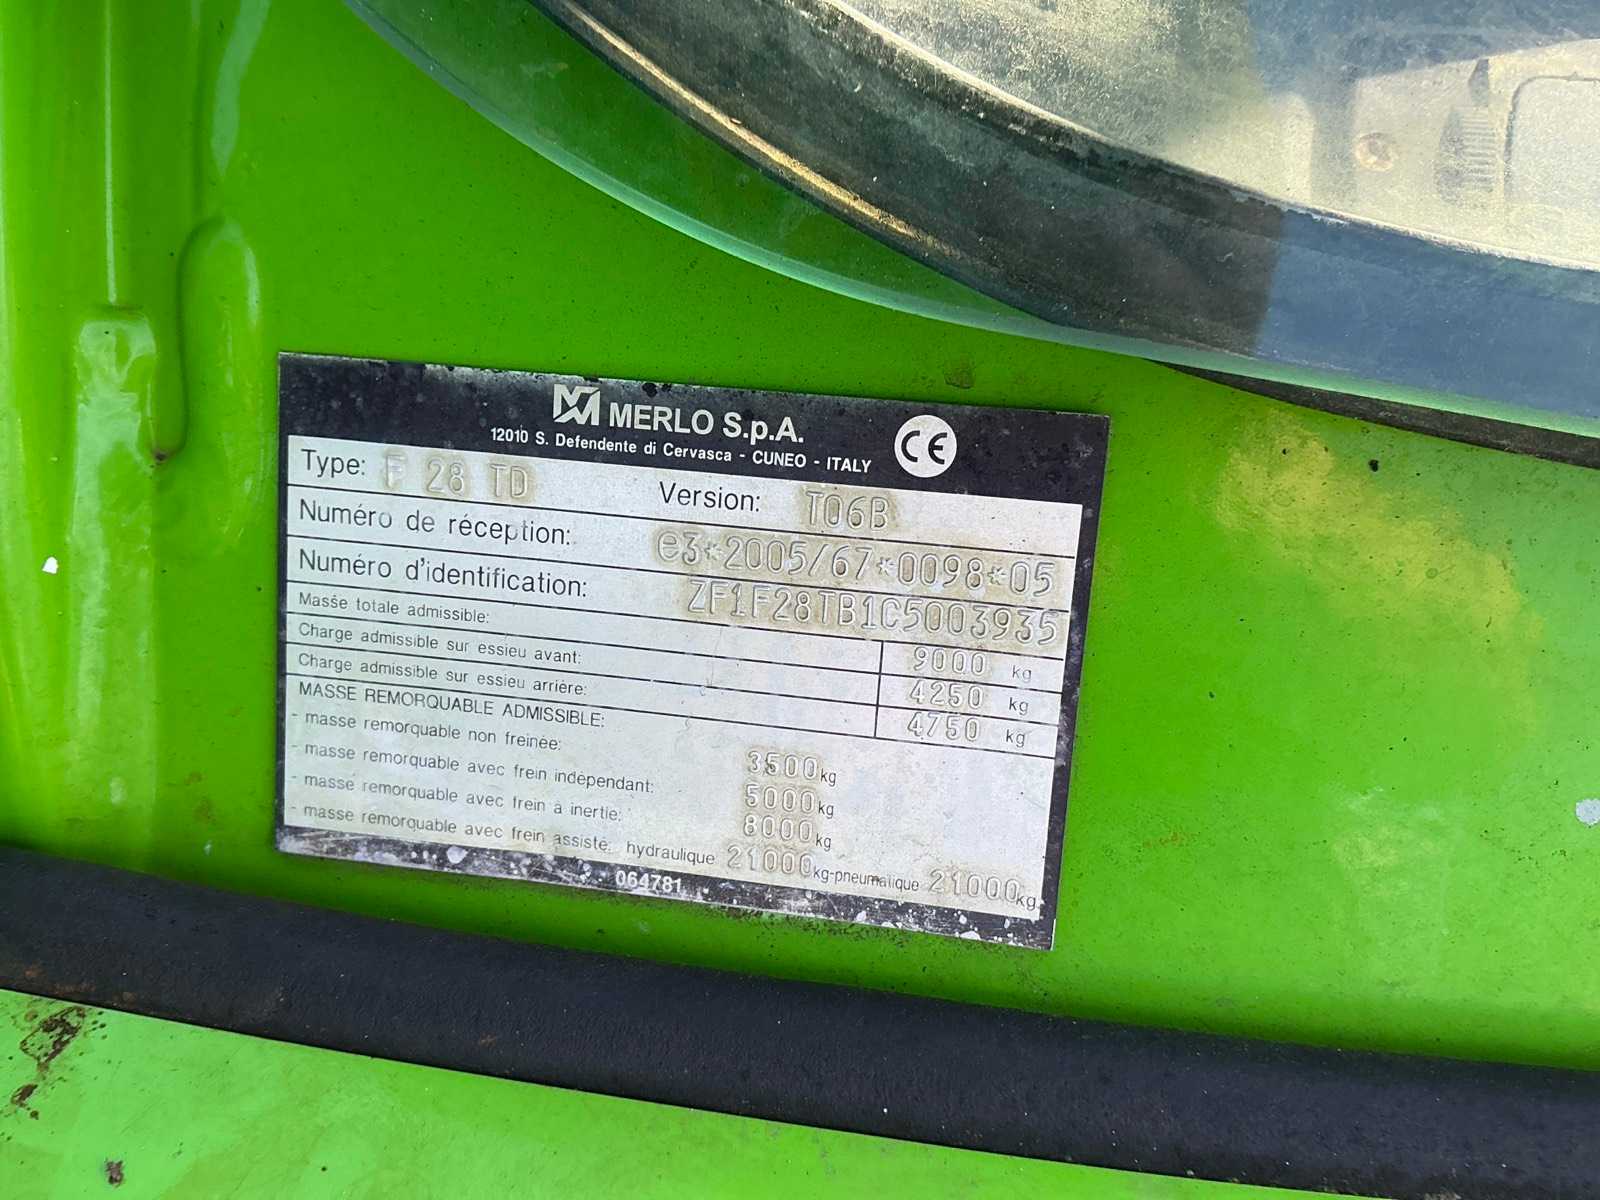 MERLO S.p.A.
12010 S. Defendente di Cervasca - CUNEO - ITALY
CE
Type: F 28 TD Version: T06B
Numéro de réception: e3*2005/67*0098*05
Numéro d'identification: ZF1F28TB1C5003935
Masse totale admissible: 9000 kg
Charge admissible sur essieu avant: 4250 kg
Charge admissible sur essieu arrière: 4750 kg
MASSE REMORQUABLE ADMISSIBLE:
- masse remorquable non freinée: 3500 kg
- masse remorquable avec frein indépendant: 5000 kg
- masse remorquable avec frein à inertie: 8000 kg
- masse remorquable avec frein assisté: hydraulique 21000 kg-pneumatique 21000 kg
064781